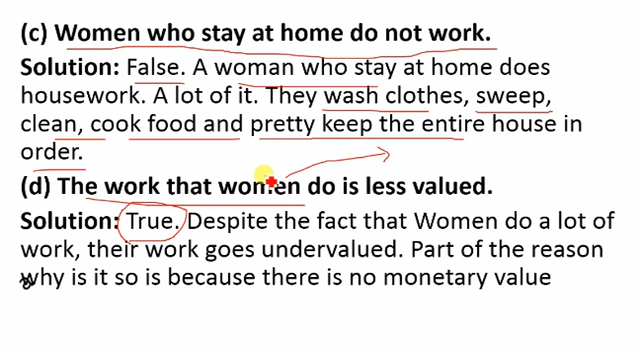 (c) Women who stay at home do not work.
Solution: False. A woman who stay at home does
housework. A lot of it. They wash clothes, sweep,
clean, cook food and pretty keep the entire house in
order.
(d) The work that women do is less valued.
Solution: True. Despite the fact that Women do a lot of
work, their work goes undervalued. Part of the reason
why is it so is because there is no monetary value